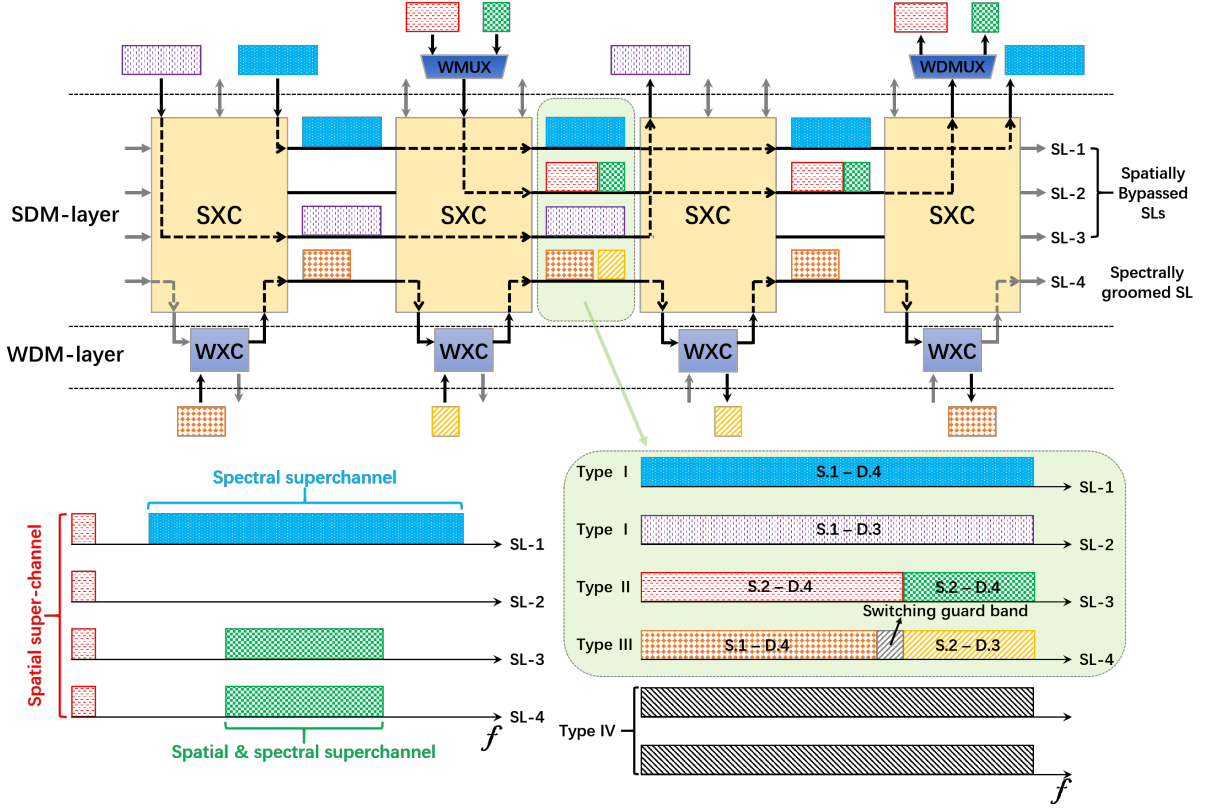 WMUX
WDMUX
SDM-layer
SXC
SXC
SXC
SXC
SL-1
SL-2
SL-3
SL-4
Spatially
Bypassed
SLs
Spectrally
groomed SL
WDM-layer
WXC
WXC
WXC
WXC
Spectral superchannel
Spatial super-channel
SL-1
SL-2
SL-3
SL-4
f
Spatial & spectral superchannel
Type I
S.1 – D.4
SL-1
Type I
S.1 – D.3
SL-2
Type II
S.2 – D.4
S.2 – D.4
SL-3
Switching guard band
Type III
S.1 – D.4
S.2 – D.3
SL-4
Type IV
f